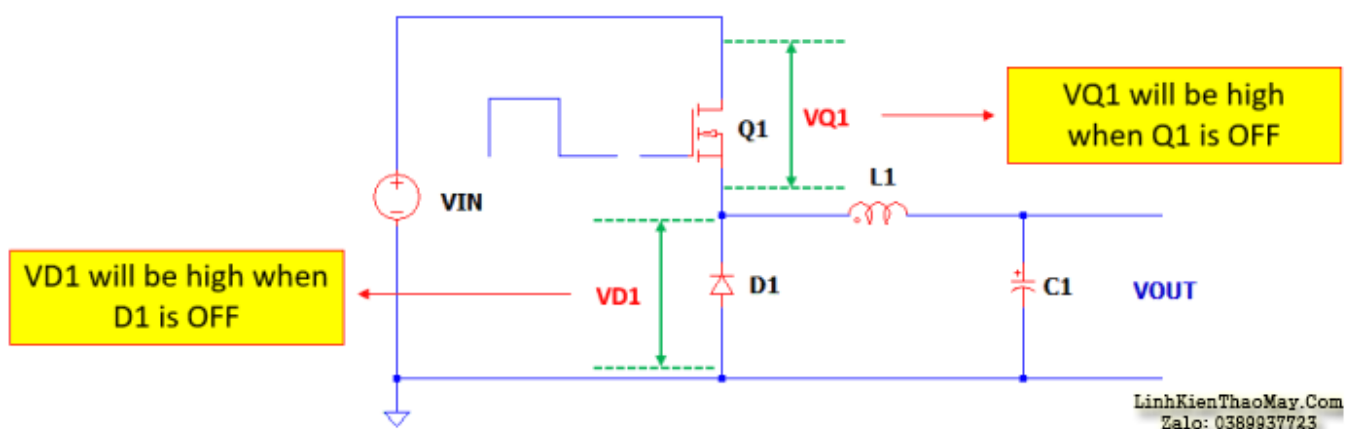 VQ1 will be high
when Q1 is OFF
Q1
VQ1
L1
+
−
VIN
VD1 will be high when
D1 is OFF
VD1
D1
+
C1
VOUT
LinhKienThaoMay.Com
Zalo: 0389937723